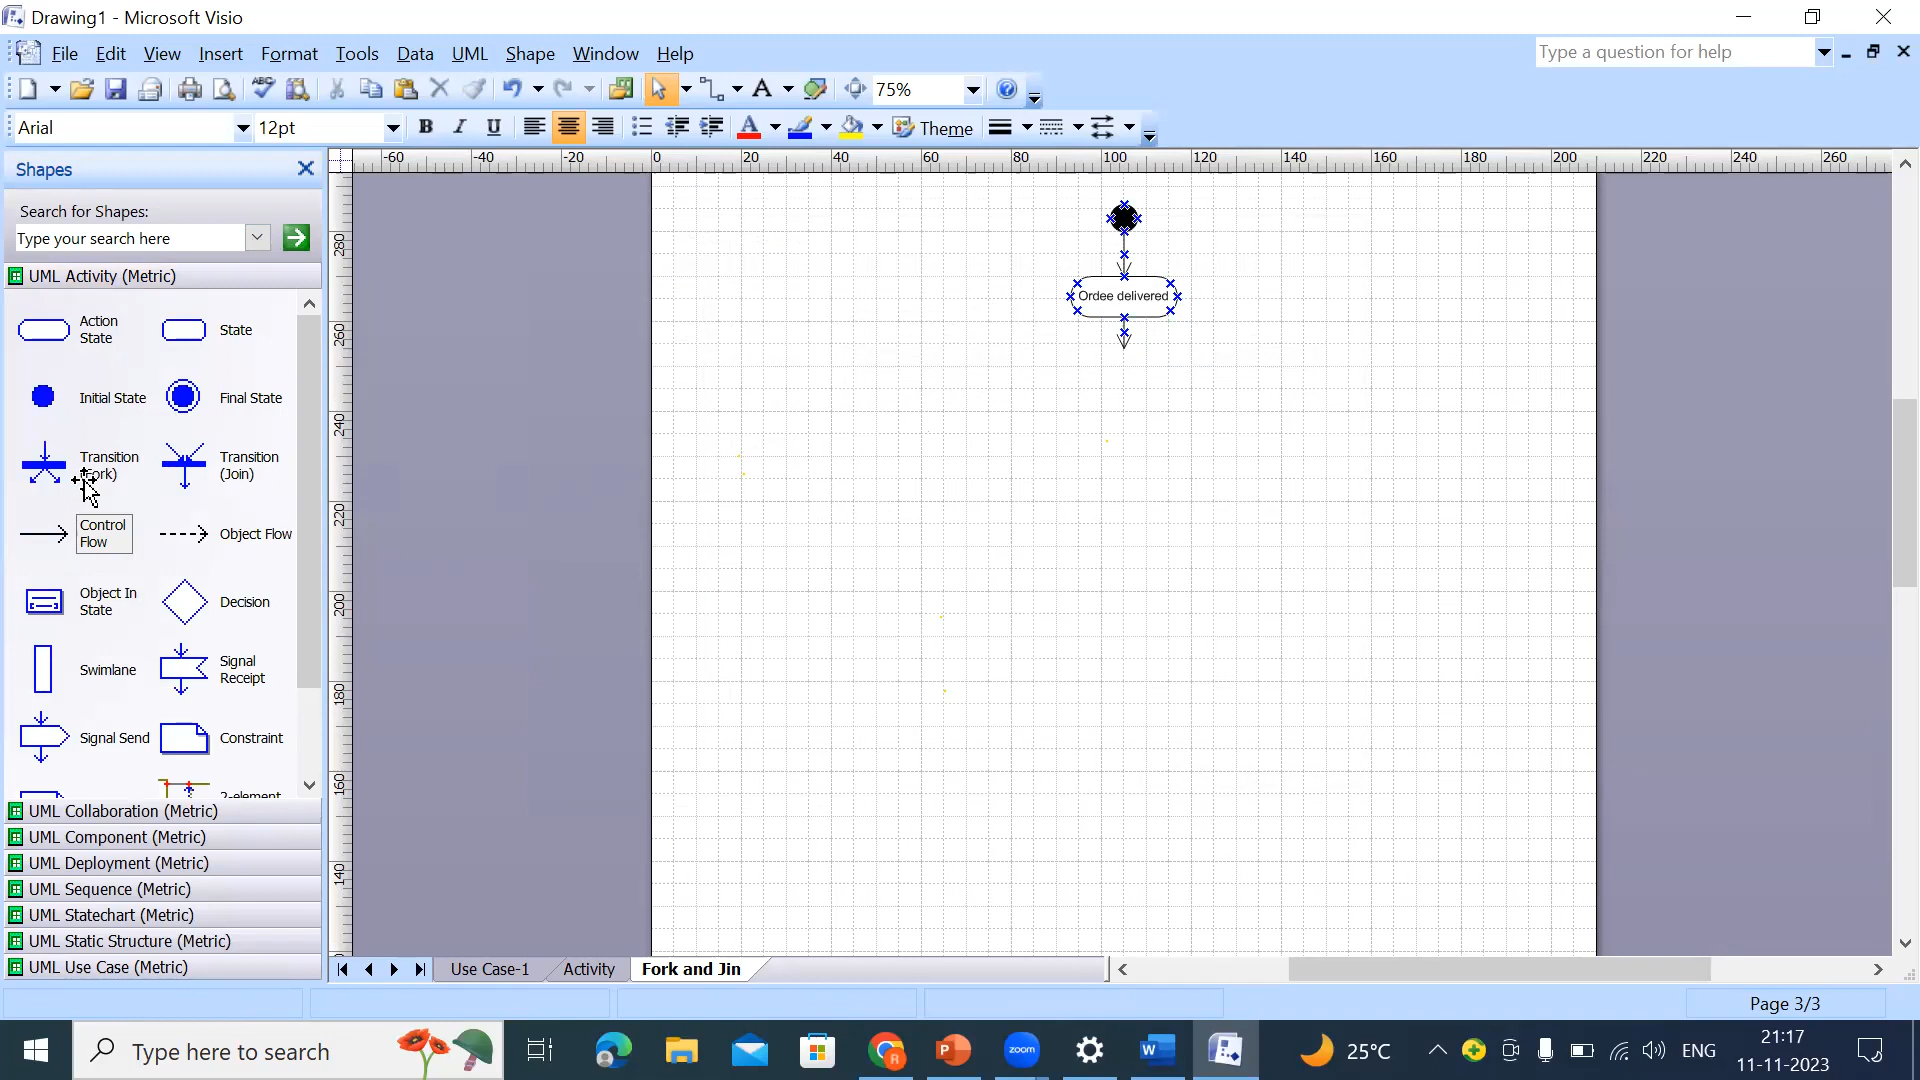 Drawing1 - Microsoft Visio
File Edit View Insert Format Tools Data UML Shape Window Help
Type a question for help
75%
Arial
12pt
Theme
Shapes
Search for Shapes:
Type your search here
UML Activity (Metric)
Action State
State
Initial State
Final State
Transition (Fork)
Transition (Join)
Control Flow
Object Flow
Object In State
Decision
Swimlane
Signal Receipt
Signal Send
Constraint
2-element
UML Collaboration (Metric)
UML Component (Metric)
UML Deployment (Metric)
UML Sequence (Metric)
UML Statechart (Metric)
UML Static Structure (Metric)
UML Use Case (Metric)
-60 -40 -20 0 20 40 60 80 100 120 140 160 180 200 220 240 260
280
260
240
220
200
180
160
140
Ordee delivered
Use Case-1 Activity Fork and Jin
Page 3/3
Type here to search
zoom
25°C
ENG
21:17
11-11-2023